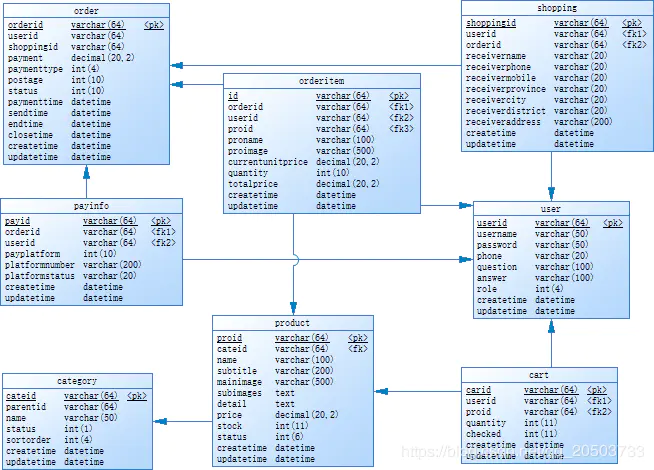 order
orderid varchar(64) <pk>
userid varchar(64)
shoppingid varchar(64)
payment decimal(20,2)
paymenttype int(4)
postage int(10)
status int(10)
paymenttime datetime
sendtime datetime
endtime datetime
closetime datetime
createtime datetime
updatetime datetime
shopping
shoppingid varchar(64) <pk>
userid varchar(64) <fk1>
orderid varchar(64) <fk2>
receivername varchar(20)
receiverphone varchar(20)
receivermobile varchar(20)
receiverprovince varchar(20)
receivercity varchar(20)
receiverdistrict varchar(20)
receiveraddress varchar(200)
createtime datetime
updatetime datetime
orderitem
id varchar(64) <pk>
orderid varchar(64) <fk1>
userid varchar(64) <fk2>
proid varchar(64) <fk3>
proname varchar(100)
proimage varchar(500)
currentunitprice decimal(20,2)
quantity int(10)
totalprice decimal(20,2)
createtime datetime
updatetime datetime
payinfo
payid varchar(64) <pk>
orderid varchar(64) <fk1>
userid varchar(64) <fk2>
payplatform int(10)
platformnumber varchar(200)
platformstatus varchar(20)
createtime datetime
updatetime datetime
user
userid varchar(64) <pk>
username varchar(50)
password varchar(50)
phone varchar(20)
question varchar(100)
answer varchar(100)
role int(4)
createtime datetime
updatetime datetime
product
proid varchar(64) <pk>
cateid varchar(64) <fk>
name varchar(100)
subtitle varchar(200)
mainimage varchar(500)
subimages text
detail text
price decimal(20,2)
stock int(11)
status int(6)
createtime datetime
updatetime datetime
category
cateid varchar(64) <pk>
parentid varchar(64)
name varchar(50)
status int(1)
sortorder int(4)
createtime datetime
updatetime datetime
cart
carid varchar(64) <pk>
userid varchar(64) <fk1>
proid varchar(64) <fk2>
quantity int(11)
checked int(11)
createtime datetime
updatetime datetime